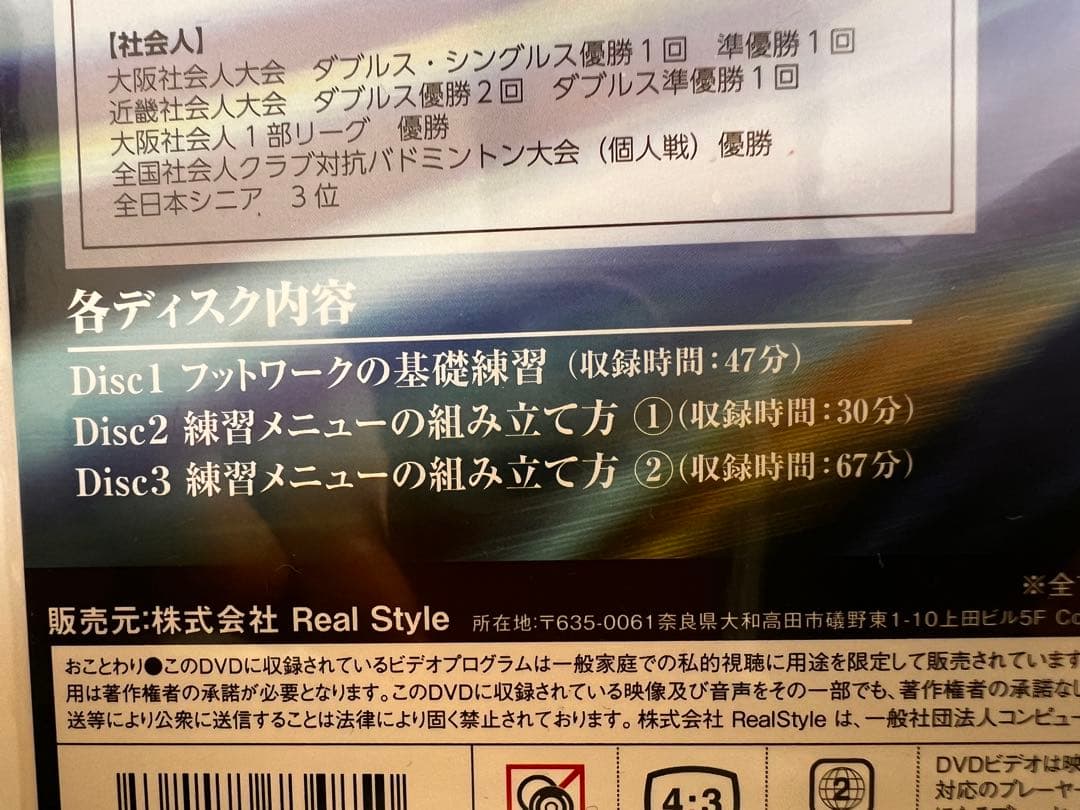 【社会人】
大阪社会人大会 ダブルス・シングルス優勝1回 準優勝1回
近畿社会人大会 ダブルス優勝2回 ダブルス準優勝1回
大阪社会人1部リーグ 優勝
全国社会人クラブ対抗バドミントン大会（個人戦）優勝
全日本シニア 3位
各ディスク内容
Disc1 フットワークの基礎練習（収録時間：47分）
Disc2 練習メニューの組み立て方 ①（収録時間：30分）
Disc3 練習メニューの組み立て方 ②（収録時間：67分）
※全
販売元：株式会社 Real Style 所在地：〒635-0061奈良県大和高田市礒野東1-10上田ビル5F Co
おことわり●このDVDに収録されているビデオプログラムは一般家庭での私的視聴に用途を限定して販売されています
用は著作権者の承諾が必要となります。このDVDに収録されている映像及び音声をその一部でも、著作権者の承諾なし
送等により公衆に送信することは法律により固く禁止されております。株式会社 RealStyle は、一般社団法人コンピュー
4:3
2
DVDビデオは映
対応のプレーヤー